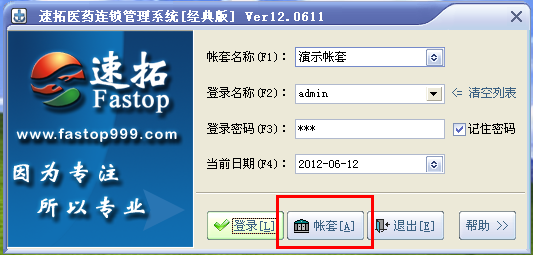 速拓医药连锁管理系统[经典版] Ver12.0611
速拓
Fastop
www.fastop999.com
因为专注
所以专业
帐套名称(F1)： 演示帐套
登录名称(F2)： admin <= 清空列表
登录密码(F3)： *** 记住密码
当前日期(F4)： 2012-06-12
登录[L] 帐套[A] 退出[E] 帮助 >>